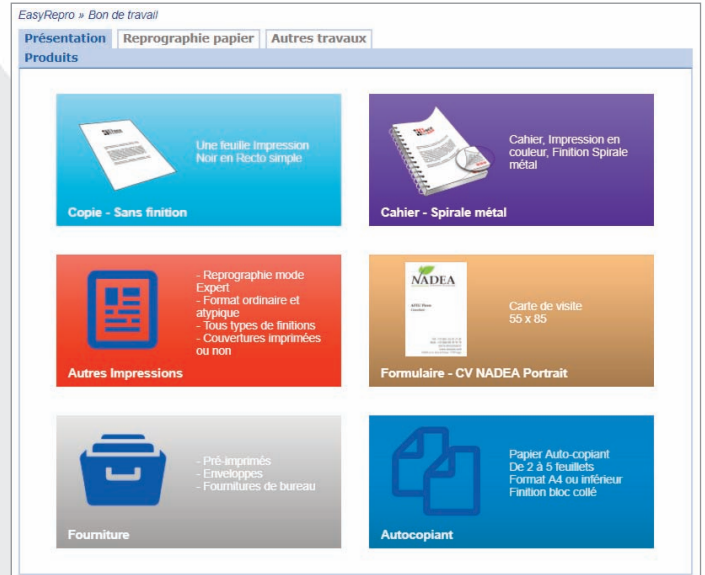 EasyRepro » Bon de travail
Présentation
Reprographie papier
Autres travaux
Produits
Une feuille Impression
Noir en Recto simple
Copie - Sans finition
Cahier, Impression en
couleur, Finition Spirale
métal
Cahier - Spirale métal
- Reprographie mode
Expert
- Format ordinaire et
atypique
- Tous types de finitions
- Couvertures imprimées
ou non
Autres Impressions
NADEA
Carte de visite
55 x 85
Formulaire - CV NADEA Portrait
- Pré-imprimés
- Enveloppes
- Fournitures de bureau
Fourniture
Papier Auto-copiant
De 2 à 5 feuillets
Format A4 ou inférieur
Finition bloc collé
Autocopiant